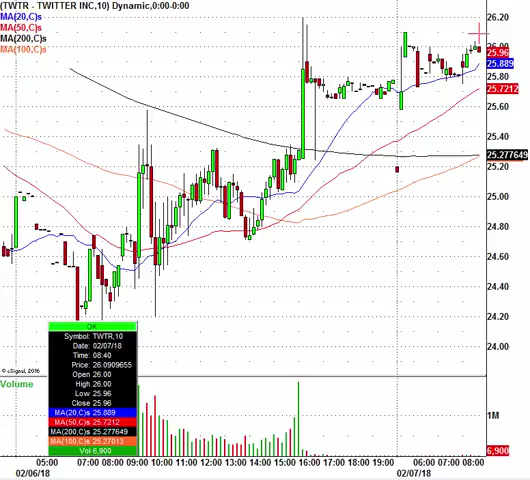 (TWTR - TWITTER INC,10) Dynamic,0:00-0:00
MA(20,C)s
MA(50,C)s
MA(200,C)s
MA(100,C)s
26.20
26.00
25.96
25.889
25.80
25.7212
25.60
25.40
25.277649
25.20
25.00
24.80
24.60
24.40
24.20
24.00
OK
Symbol: TWTR,10
Date: 02/07/18
Time: 08:40
Price: 26.0909655
Open 26.00
High 26.00
Low 25.96
Close 25.96
MA(20,C)s 25.889
MA(50,C)s 25.7212
MA(200,C)s 25.277649
MA(100,C)s 25.27013
Vol 6,900
© eSignal, 2016
Volume
1M
6,900
05:00 07:00 08:00 09:00 10:00 11:00 12:00 13:00 14:00 15:00 16:00 17:00 18:00 19:00 06:00 07:00 08:00
02/06/18 02/07/18